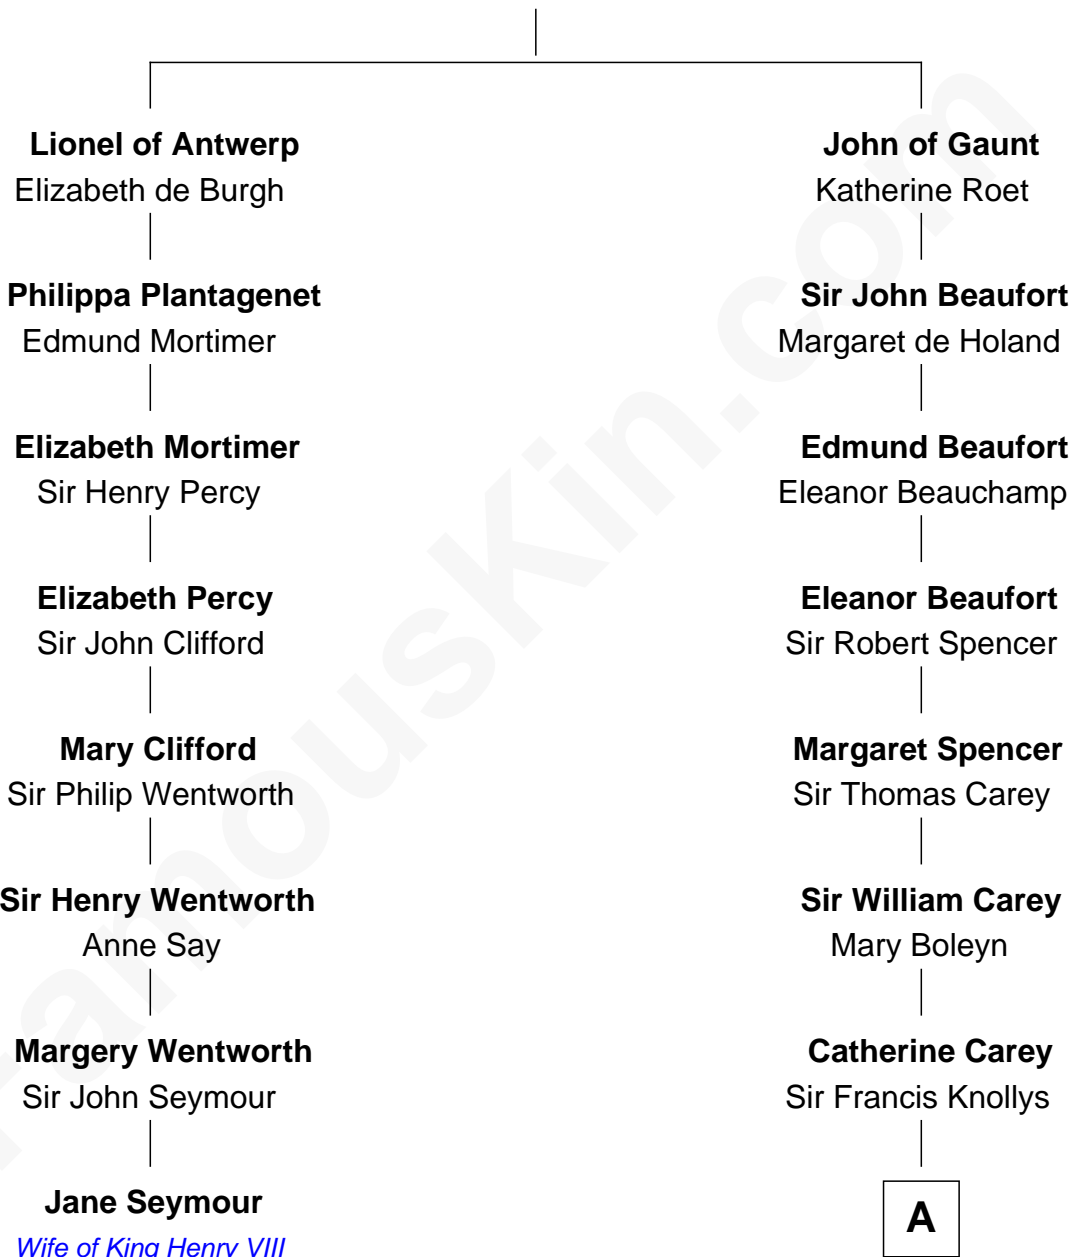 Lionel of Antwerp
Elizabeth de Burgh
Philippa Plantagenet
Edmund Mortimer
Elizabeth Mortimer
Sir Henry Percy
Elizabeth Percy
Sir John Clifford
Mary Clifford
Sir Philip Wentworth
Sir Henry Wentworth
Anne Say
Margery Wentworth
Sir John Seymour
Jane Seymour
Wife of King Henry VIII
John of Gaunt
Katherine Roet
Sir John Beaufort
Margaret de Holand
Edmund Beaufort
Eleanor Beauchamp
Eleanor Beaufort
Sir Robert Spencer
Margaret Spencer
Sir Thomas Carey
Sir William Carey
Mary Boleyn
Catherine Carey
Sir Francis Knollys
A
FamousKin.com